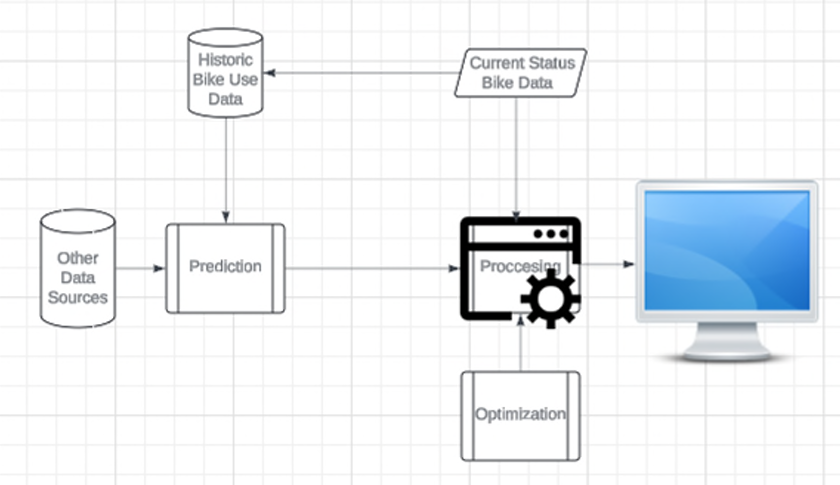 Historic
Bike Use
Data
Current Status
Bike Data
Other
Data
Sources
Prediction
Proccesing
Optimization